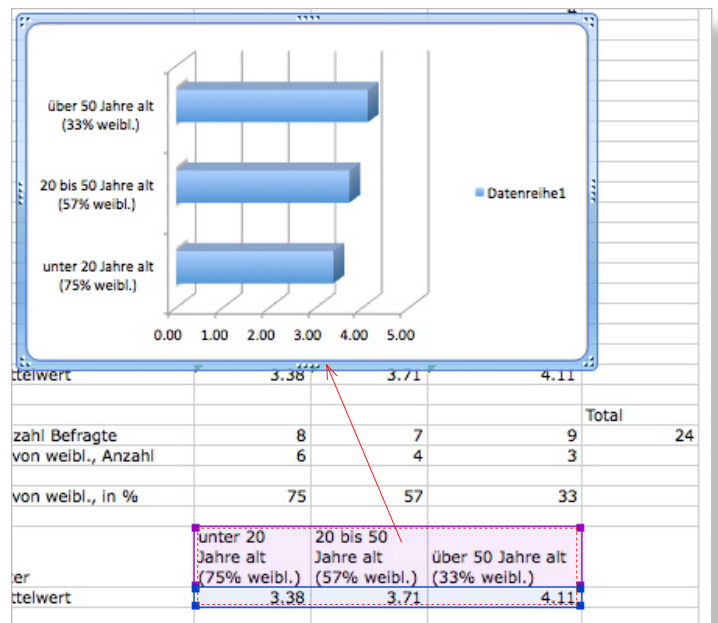 über 50 Jahre alt
(33% weibl.)
20 bis 50 Jahre alt
(57% weibl.)
unter 20 Jahre alt
(75% weibl.)
Datenreihe1
0.00 1.00 2.00 3.00 4.00 5.00
ttelwert 3.38 3.71 4.11
Total
zahl Befragte 8 7 9 24
von weibl., Anzahl 6 4 3
von weibl., in % 75 57 33
unter 20 20 bis 50
Jahre alt Jahre alt über 50 Jahre alt
ter (75% weibl.) (57% weibl.) (33% weibl.)
ttelwert 3.38 3.71 4.11